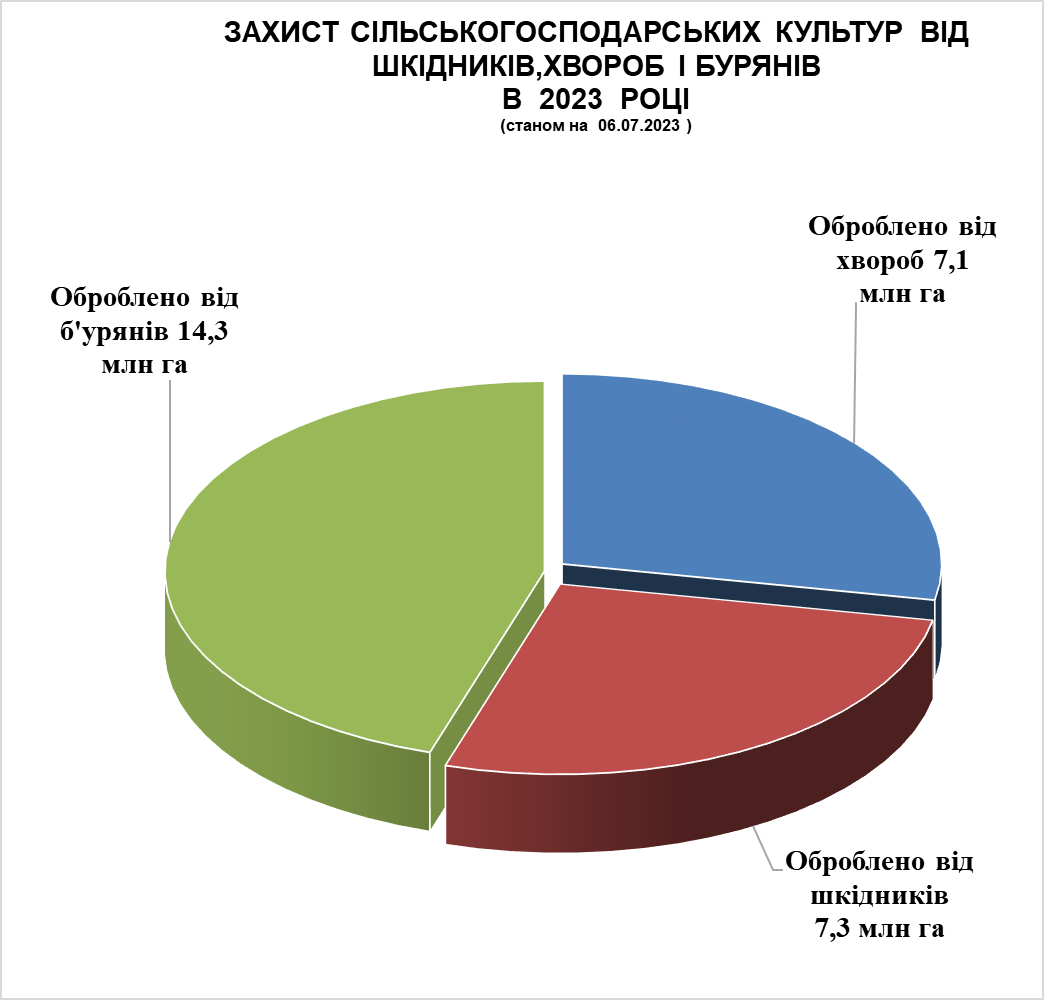 ЗАХИСТ СІЛЬСЬКОГОСПОДАРСЬКИХ КУЛЬТУР ВІД
ШКІДНИКІВ,ХВОРОБ І БУРЯНІВ
В 2023 РОЦІ
(станом на 06.07.2023 )
Оброблено від
хвороб 7,1
млн га
Оброблено від
б'урянів 14,3
млн га
Оброблено від
шкідників
7,3 млн га